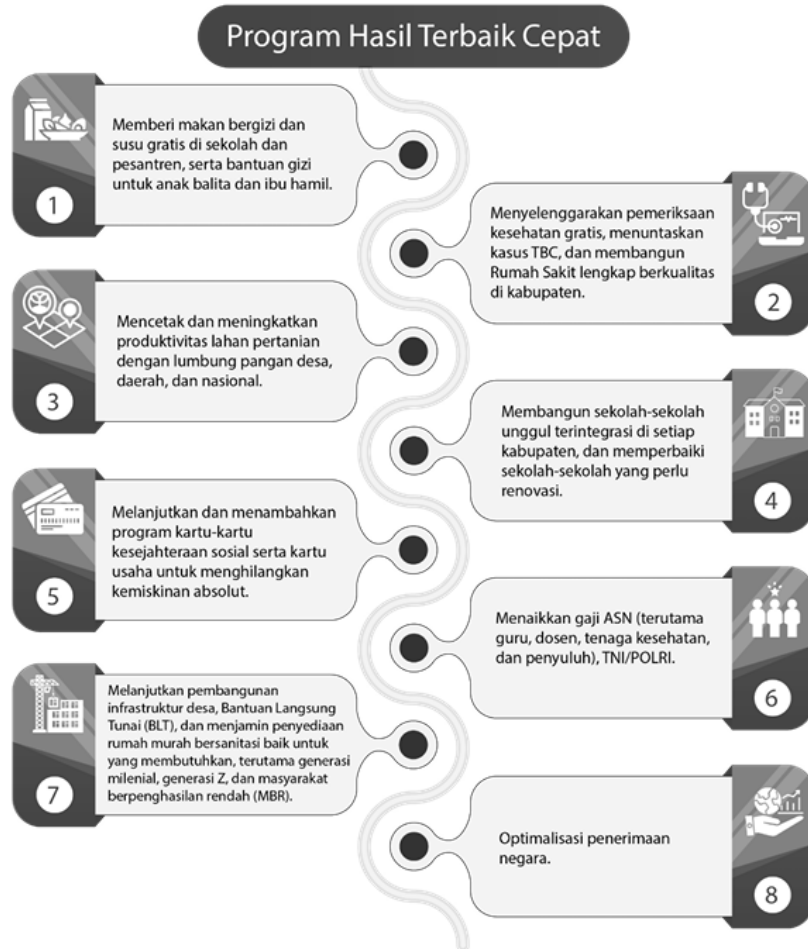 Program Hasil Terbaik Cepat
Memberi makan bergizi dan
susu gratis di sekolah dan
pesantren, serta bantuan gizi
untuk anak balita dan ibu hamil.
1
Menyelenggarakan pemeriksaan
kesehatan gratis, menuntaskan
kasus TBC, dan membangun
Rumah Sakit lengkap berkualitas
di kabupaten.
2
Mencetak dan meningkatkan
produktivitas lahan pertanian
dengan lumbung pangan desa,
daerah, dan nasional.
3
Membangun sekolah-sekolah
unggul terintegrasi di setiap
kabupaten, dan memperbaiki
sekolah-sekolah yang perlu
renovasi.
4
Melanjutkan dan menambahkan
program kartu-kartu
kesejahteraan sosial serta kartu
usaha untuk menghilangkan
kemiskinan absolut.
5
Menaikkan gaji ASN (terutama
guru, dosen, tenaga kesehatan,
dan penyuluh), TNI/POLRI.
6
Melanjutkan pembangunan
infrastruktur desa, Bantuan Langsung
Tunai (BLT), dan menjamin penyediaan
rumah murah bersanitasi baik untuk
yang membutuhkan, terutama generasi
milenial, generasi Z, dan masyarakat
berpenghasilan rendah (MBR).
7
Optimalisasi penerimaan
negara.
8